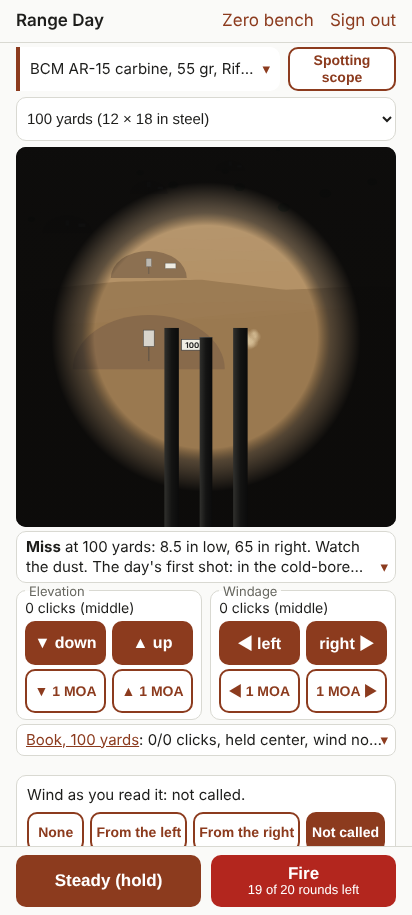 Range Day
Zero bench
Sign out
BCM AR-15 carbine, 55 gr, Rif... ▼
Spotting
scope
100 yards (12 × 18 in steel)
100
Miss at 100 yards: 8.5 in low, 65 in right. Watch
the dust. The day's first shot: in the cold-bore... ▼
Elevation
0 clicks (middle)
▼ down
▲ up
▼ 1 MOA
▲ 1 MOA
Windage
0 clicks (middle)
◀ left
right ▶
◀ 1 MOA
1 MOA ▶
Book, 100 yards: 0/0 clicks, held center, wind no...▼
Wind as you read it: not called.
None
From the left
From the right
Not called
Steady (hold)
Fire
19 of 20 rounds left